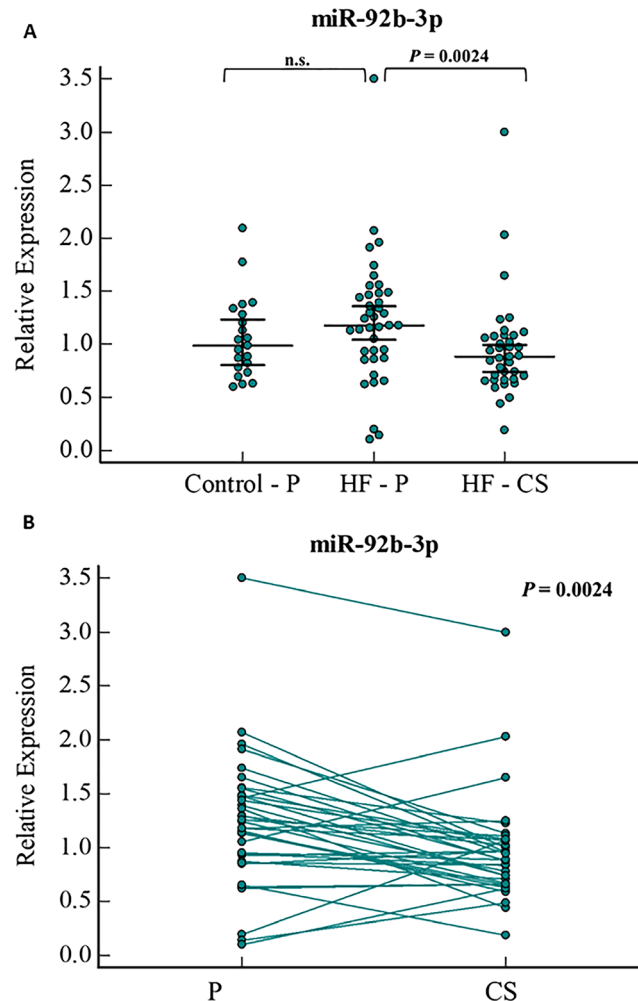 A
miR-92b-3p
n.s.
P = 0.0024
Relative Expression
3.5
3.0
2.5
2.0
1.5
1.0
0.5
0.0
Control - P
HF - P
HF - CS
B
miR-92b-3p
P = 0.0024
Relative Expression
3.5
3.0
2.5
2.0
1.5
1.0
0.5
0.0
P
CS